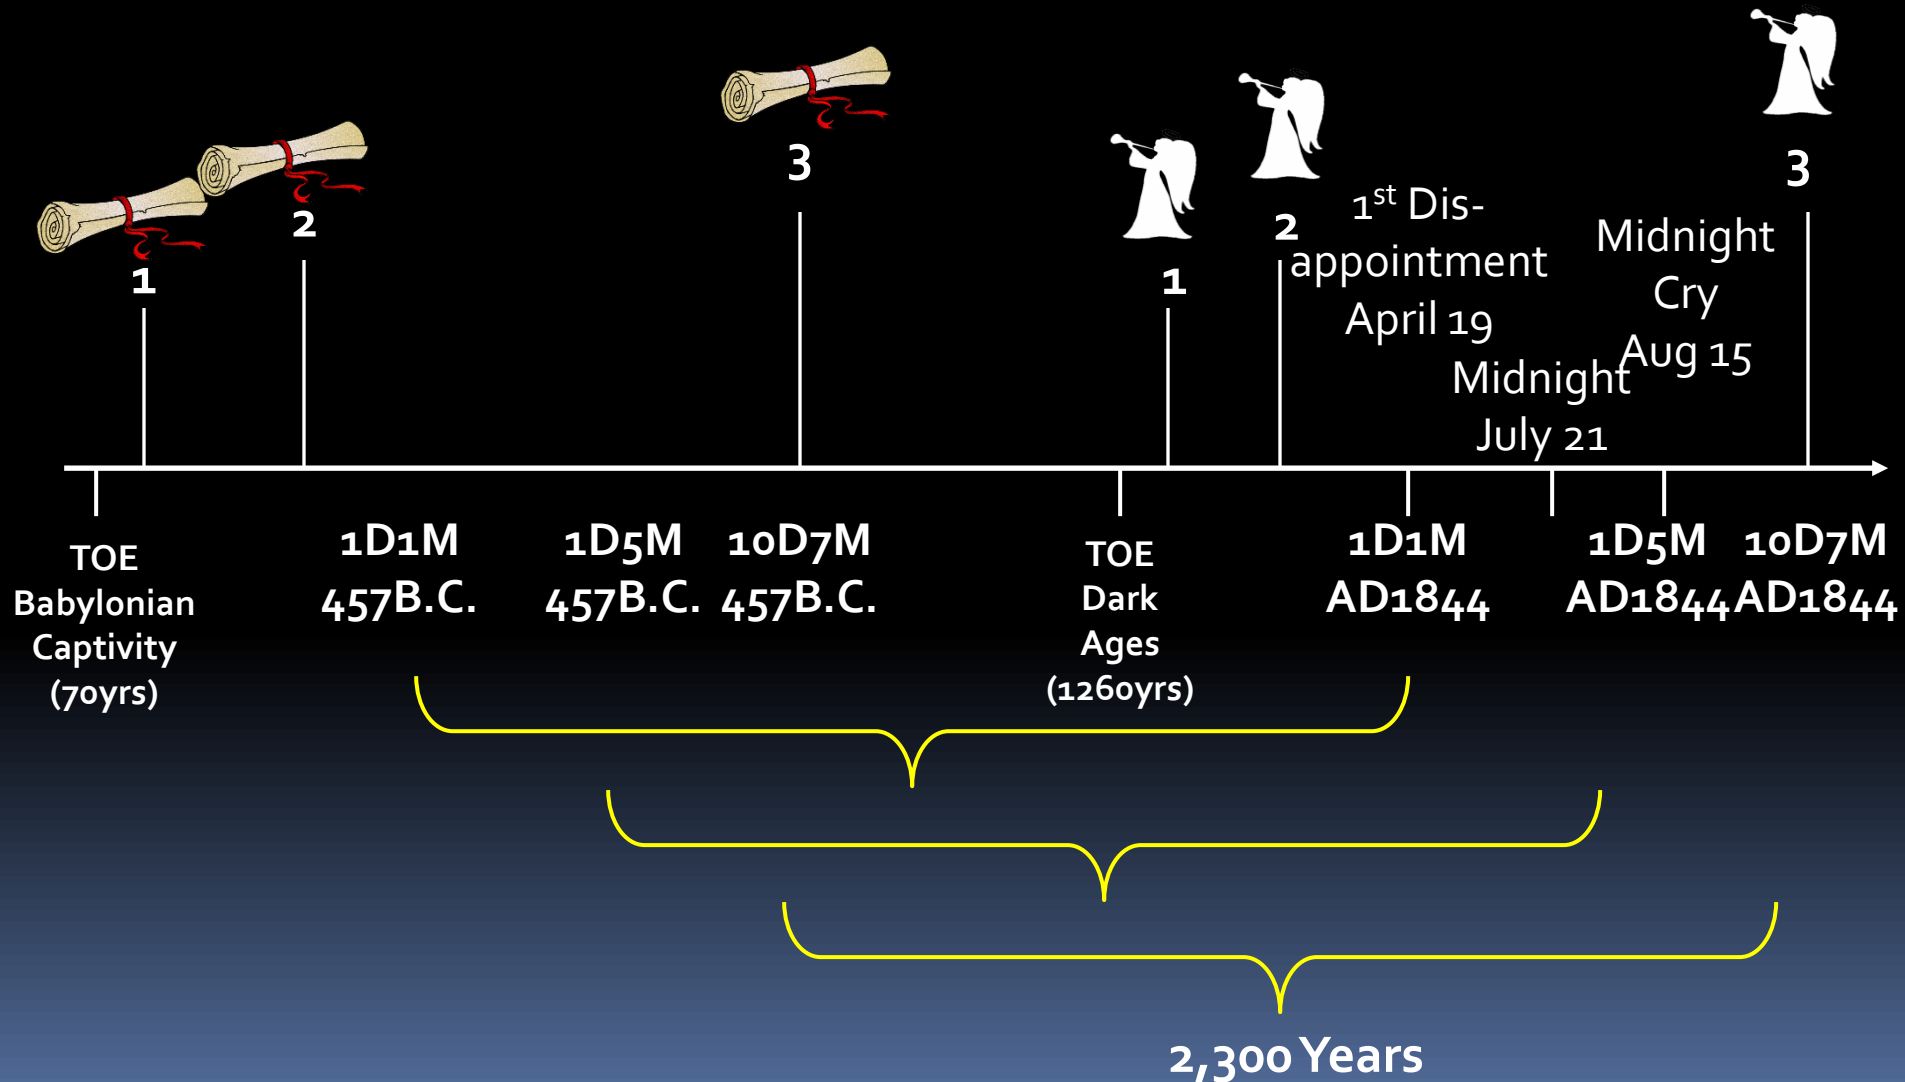 1
2
3
1
2
3
1st Dis-
appointment
April 19
Midnight
July 21
Midnight
Cry
Aug 15
TOE
Babylonian
Captivity
(70yrs)
1D1M
457B.C.
1D5M
457B.C.
10D7M
457B.C.
TOE
Dark
Ages
(1260yrs)
1D1M
AD1844
1D5M
AD1844
10D7M
AD1844
2,300 Years